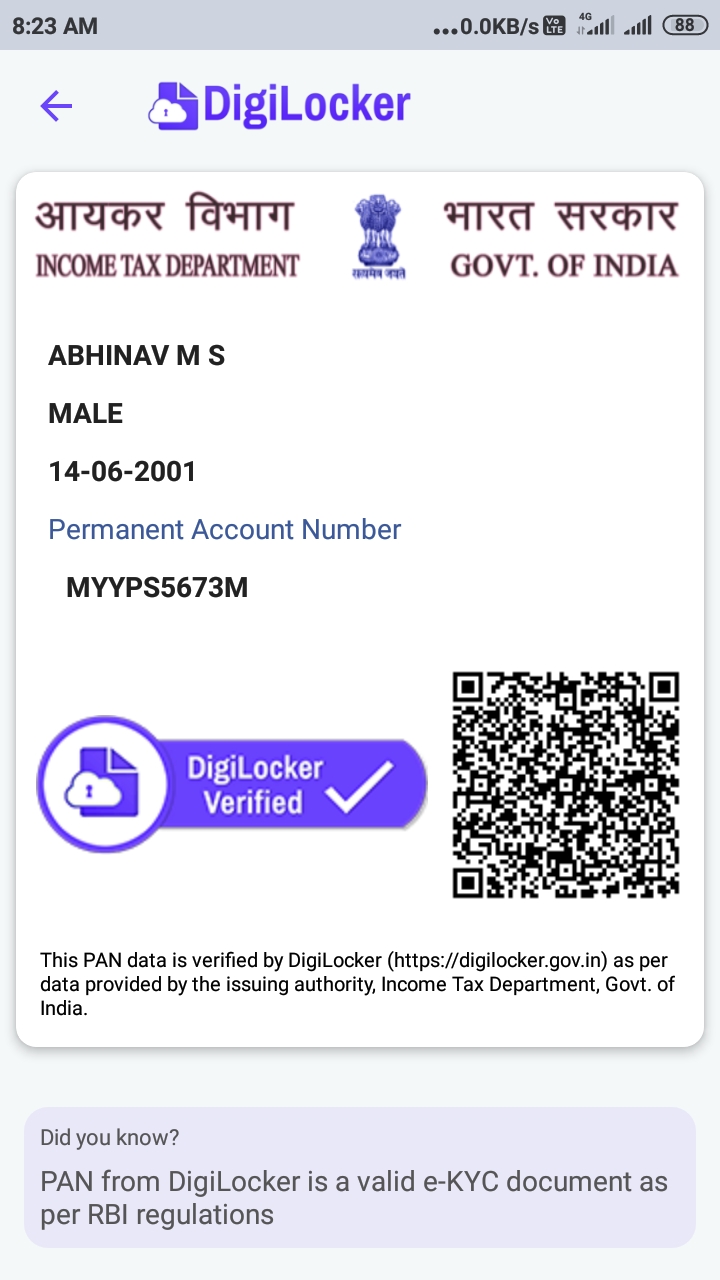 8:23 AM ...0.0KB/s Vo LTE 4G 88
DigiLocker
आयकर विभाग भारत सरकार
INCOME TAX DEPARTMENT सत्यमेव जयते GOVT. OF INDIA
ABHINAV M S
MALE
14-06-2001
Permanent Account Number
MYYPS5673M
DigiLocker
Verified
This PAN data is verified by DigiLocker (https://digilocker.gov.in) as per
data provided by the issuing authority, Income Tax Department, Govt. of
India.
Did you know?
PAN from DigiLocker is a valid e-KYC document as
per RBI regulations